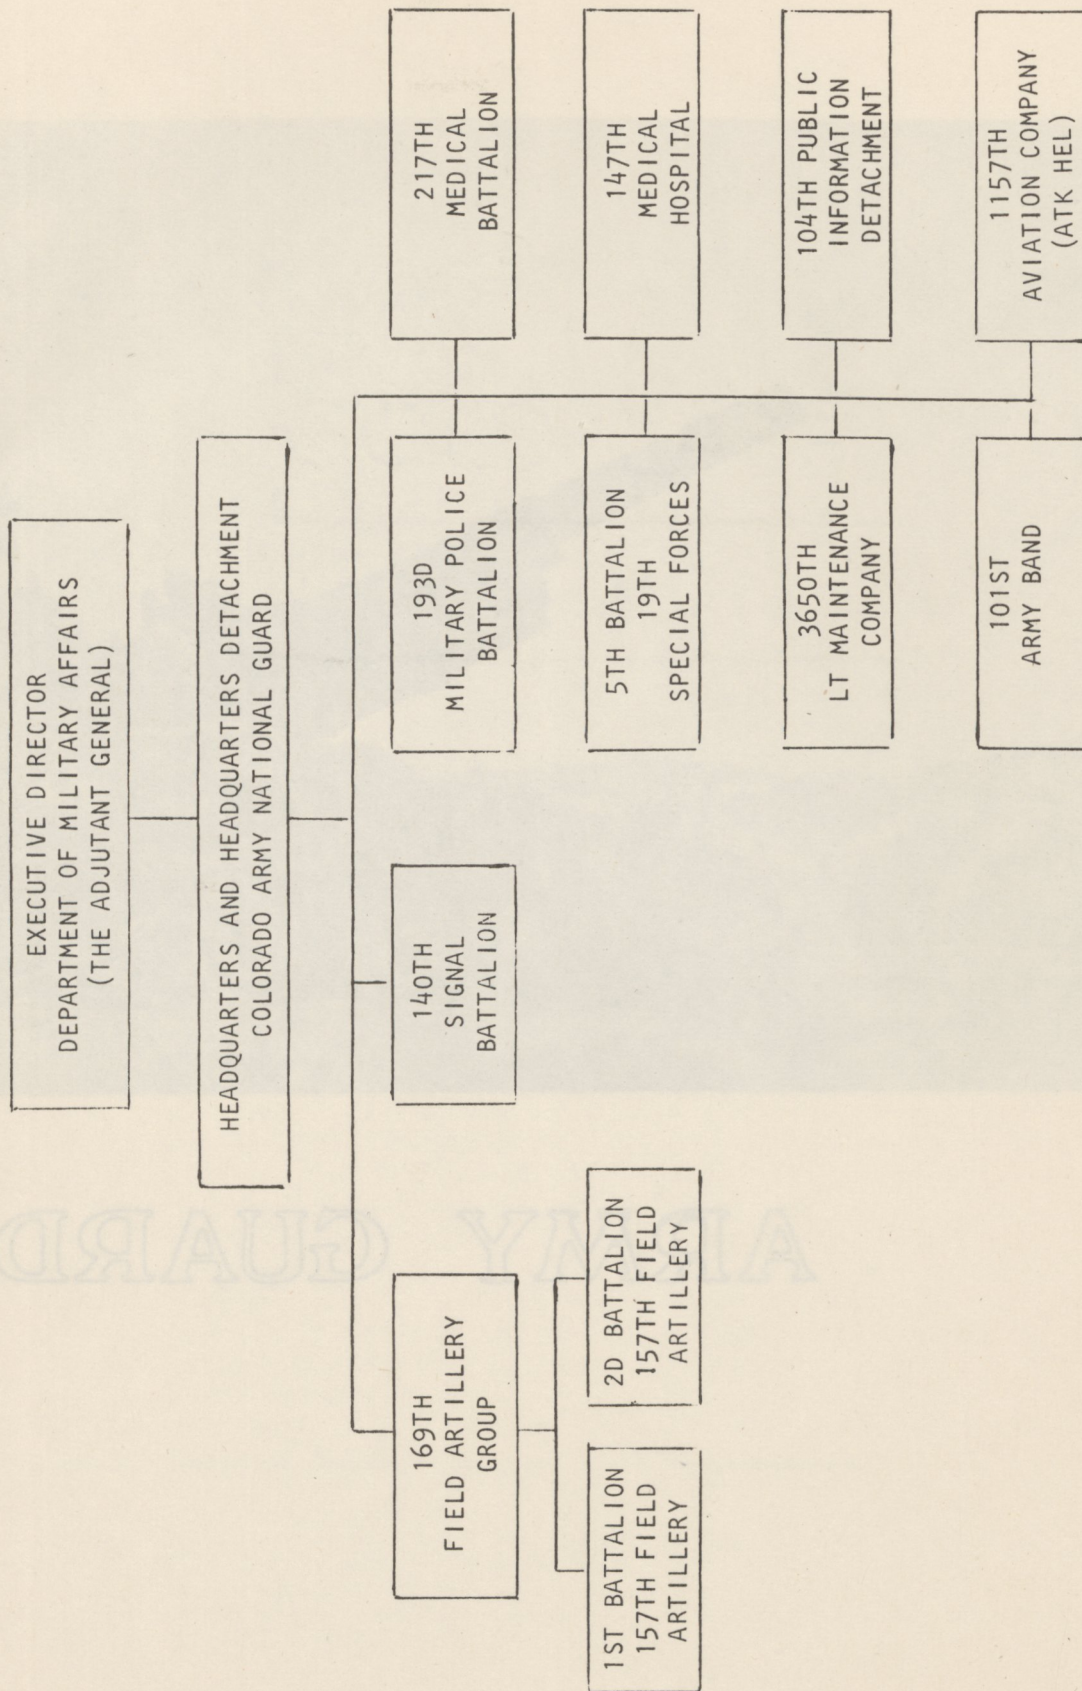 EXECUTIVE DIRECTOR
DEPARTMENT OF MILITARY AFFAIRS
(THE ADJUTANT GENERAL)
HEADQUARTERS AND HEADQUARTERS DETACHMENT
COLORADO ARMY NATIONAL GUARD
169TH
FIELD ARTILLERY
GROUP
1ST BATTALION
157TH FIELD
ARTILLERY
2D BATTALION
157TH FIELD
ARTILLERY
140TH
SIGNAL
BATTALION
193D
MILITARY POLICE
BATTALION
217TH
MEDICAL
BATTALION
5TH BATTALION
19TH
SPECIAL FORCES
147TH
MEDICAL
HOSPITAL
3650TH
LT MAINTENANCE
COMPANY
104TH PUBLIC
INFORMATION
DETACHMENT
101ST
ARMY BAND
1157TH
AVIATION COMPANY
(ATK HEL)
ARMY GUARD